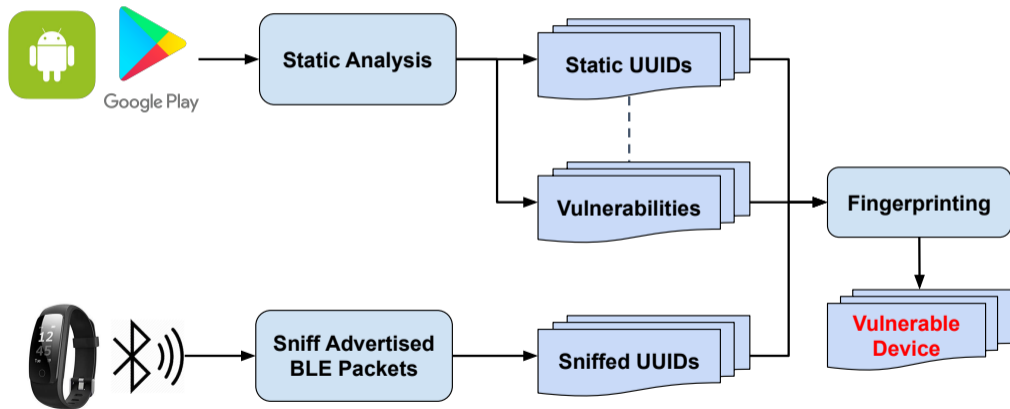 Google Play
Static Analysis
Static UUIDs
Vulnerabilities
Fingerprinting
12
45
Sniff Advertised
BLE Packets
Sniffed UUIDs
Vulnerable
Device